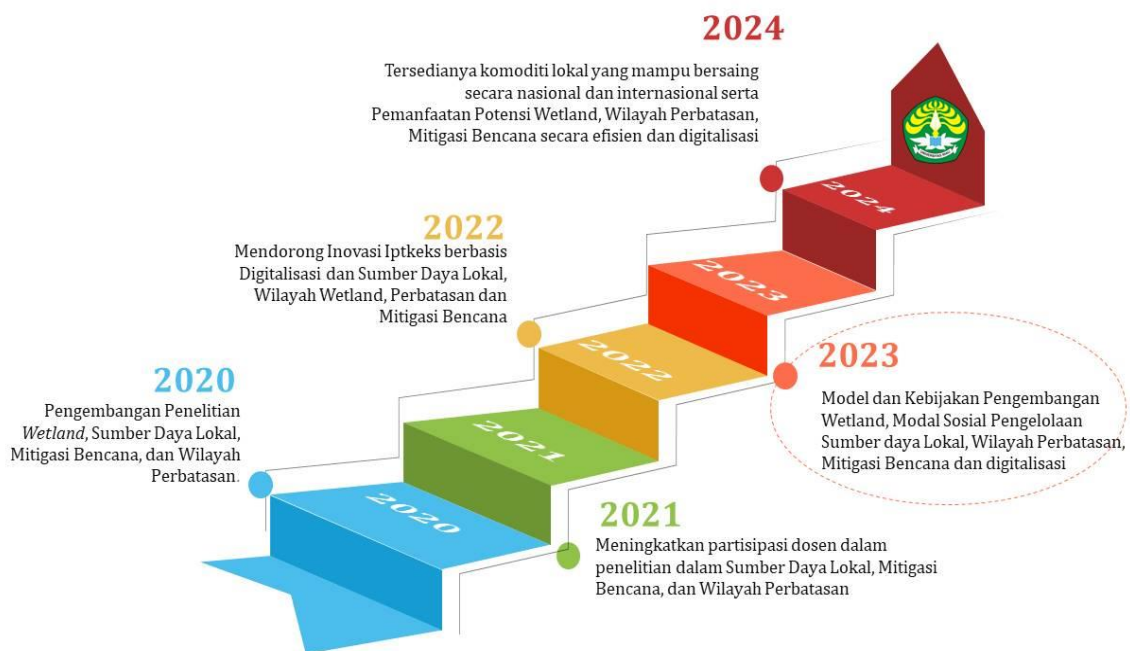 2024
Tersedianya komoditi lokal yang mampu bersaing
secara nasional dan internasional serta
Pemanfaatan Potensi Wetland, Wilayah Perbatasan,
Mitigasi Bencana secara efisien dan digitalisasi
2024
2022
Mendorong Inovasi Iptkeks berbasis
Digitalisasi dan Sumber Daya Lokal,
Wilayah Wetland, Perbatasan dan
Mitigasi Bencana
2023
2023
Model dan Kebijakan Pengembangan
Wetland, Modal Sosial Pengelolaan
Sumber daya Lokal, Wilayah Perbatasan,
Mitigasi Bencana dan digitalisasi
2022
2020
Pengembangan Penelitian
Wetland, Sumber Daya Lokal,
Mitigasi Bencana, dan Wilayah
Perbatasan.
2021
2020
2021
Meningkatkan partisipasi dosen dalam
penelitian dalam Sumber Daya Lokal, Mitigasi
Bencana, dan Wilayah Perbatasan